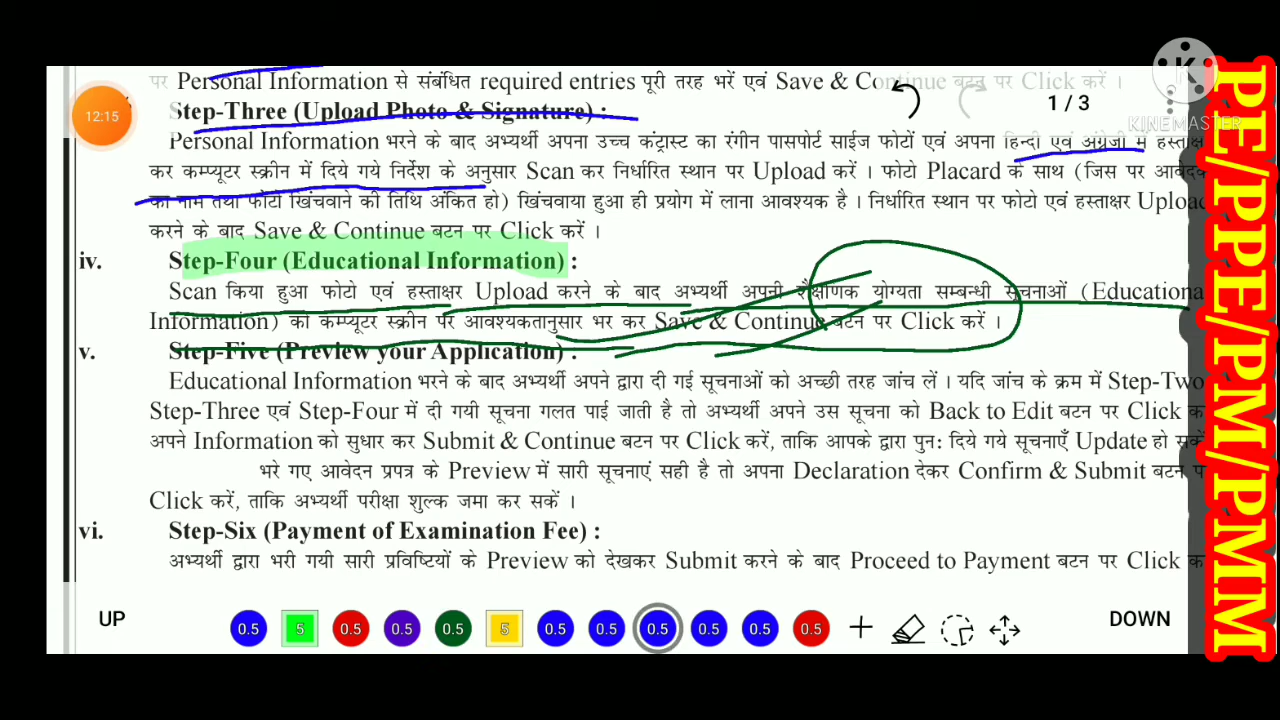 पर Personal Information से संबंधित required entries पूरी तरह भरें एवं Save & Continue बटन पर Click करें ।
12:15
1 / 3
KINEMASTER
Step-Three (Upload Photo & Signature) :
Personal Information भरने के बाद अभ्यर्थी अपना उच्च कंट्रास्ट का रंगीन पासपोर्ट साईज फोटों एवं अपना हिन्दी एवं अंग्रेजी में हस्ताक्षर
कर कम्प्यूटर स्क्रीन में दिये गये निर्देश के अनुसार Scan कर निर्धारित स्थान पर Upload करें । फोटो Placard के साथ (जिस पर आवेदक
का नाम तथा फोटो खिंचवाने की तिथि अंकित हो) खिंचवाया हुआ ही प्रयोग में लाना आवश्यक है । निर्धारित स्थान पर फोटो एवं हस्ताक्षर Upload
करने के बाद Save & Continue बटन पर Click करें ।
iv. Step-Four (Educational Information) :
Scan किया हुआ फोटो एवं हस्ताक्षर Upload करने के बाद अभ्यर्थी अपनी शैक्षणिक योग्यता सम्बन्धी सूचनाओं (Educational
Information) को कम्प्यूटर स्क्रीन पर आवश्यकतानुसार भर कर Save & Continue बटन पर Click करें ।
v. Step-Five (Preview your Application) :
Educational Information भरने के बाद अभ्यर्थी अपने द्वारा दी गई सूचनाओं को अच्छी तरह जांच लें । यदि जांच के क्रम में Step-Two
Step-Three एवं Step-Four में दी गयी सूचना गलत पाई जाती है तो अभ्यर्थी अपने उस सूचना को Back to Edit बटन पर Click
अपने Information को सुधार कर Submit & Continue बटन पर Click करें, ताकि आपके द्वारा पुन: दिये गये सूचनाएँ Update हो सकें
भरे गए आवेदन प्रपत्र के Preview में सारी सूचनाएं सही है तो अपना Declaration देकर Confirm & Submit बटन
Click करें, ताकि अभ्यर्थी परीक्षा शुल्क जमा कर सकें ।
vi. Step-Six (Payment of Examination Fee) :
अभ्यर्थी द्वारा भरी गयी सारी प्रविष्टियों के Preview को देखकर Submit करने के बाद Proceed to Payment बटन पर Click
UP 0.5 5 0.5 0.5 0.5 5 0.5 0.5 0.5 0.5 0.5 0.5 DOWN
PE/PPE/PM/PMM